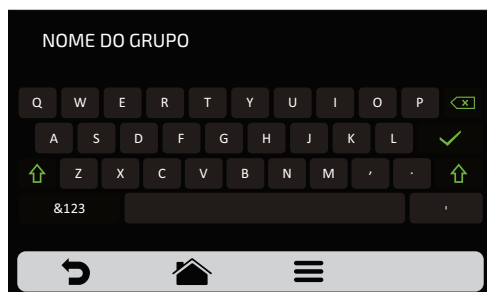 NOME DO GRUPO
Q W E R T Y U I O P
A S D F G H J K L
Z X C V B N M , .
&123 '